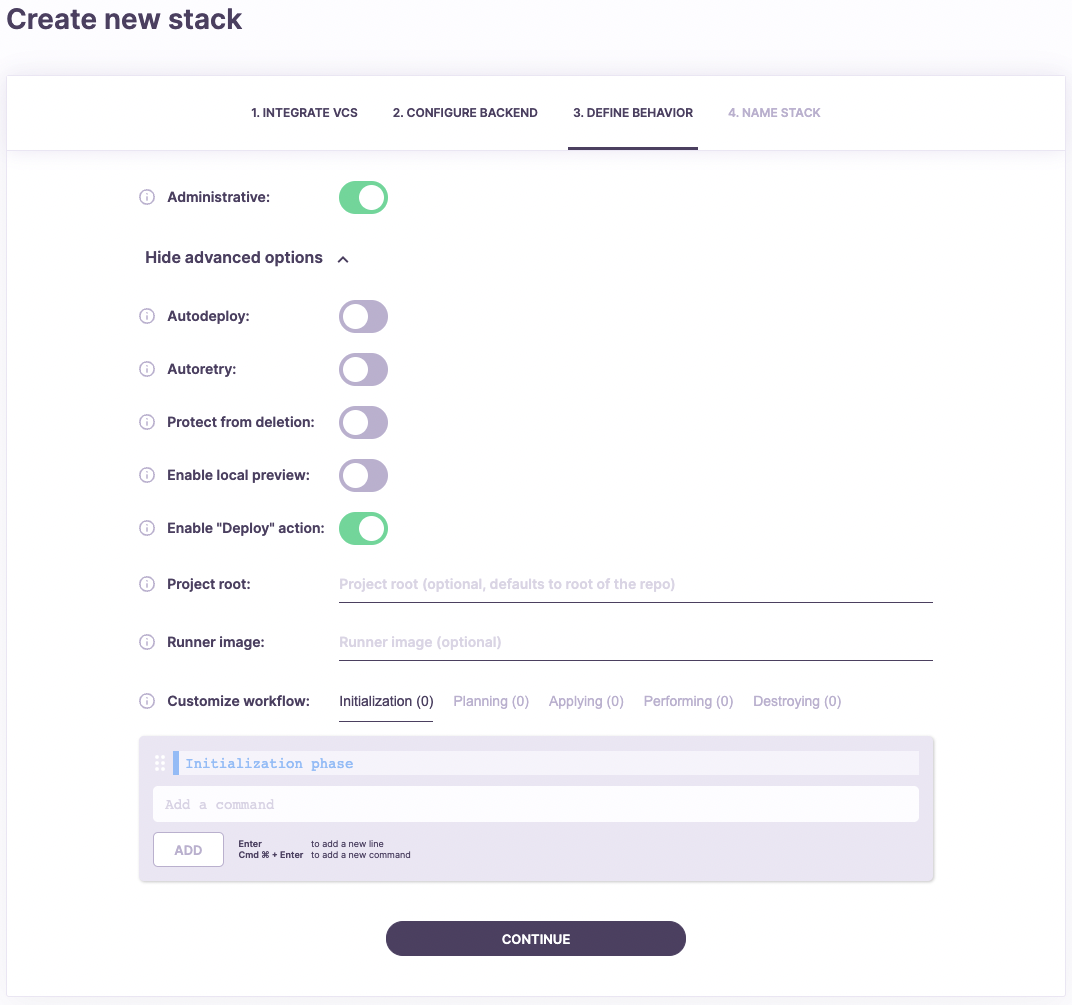 Create new stack
1. INTEGRATE VCS 2. CONFIGURE BACKEND 3. DEFINE BEHAVIOR 4. NAME STACK
Administrative:
Hide advanced options
Autodeploy:
Autoretry:
Protect from deletion:
Enable local preview:
Enable "Deploy" action:
Project root: Project root (optional, defaults to root of the repo)
Runner image: Runner image (optional)
Customize workflow: Initialization (0) Planning (0) Applying (0) Performing (0) Destroying (0)
Initialization phase
Add a command
ADD
Enter to add a new line
Cmd ⌘ + Enter to add a new command
CONTINUE